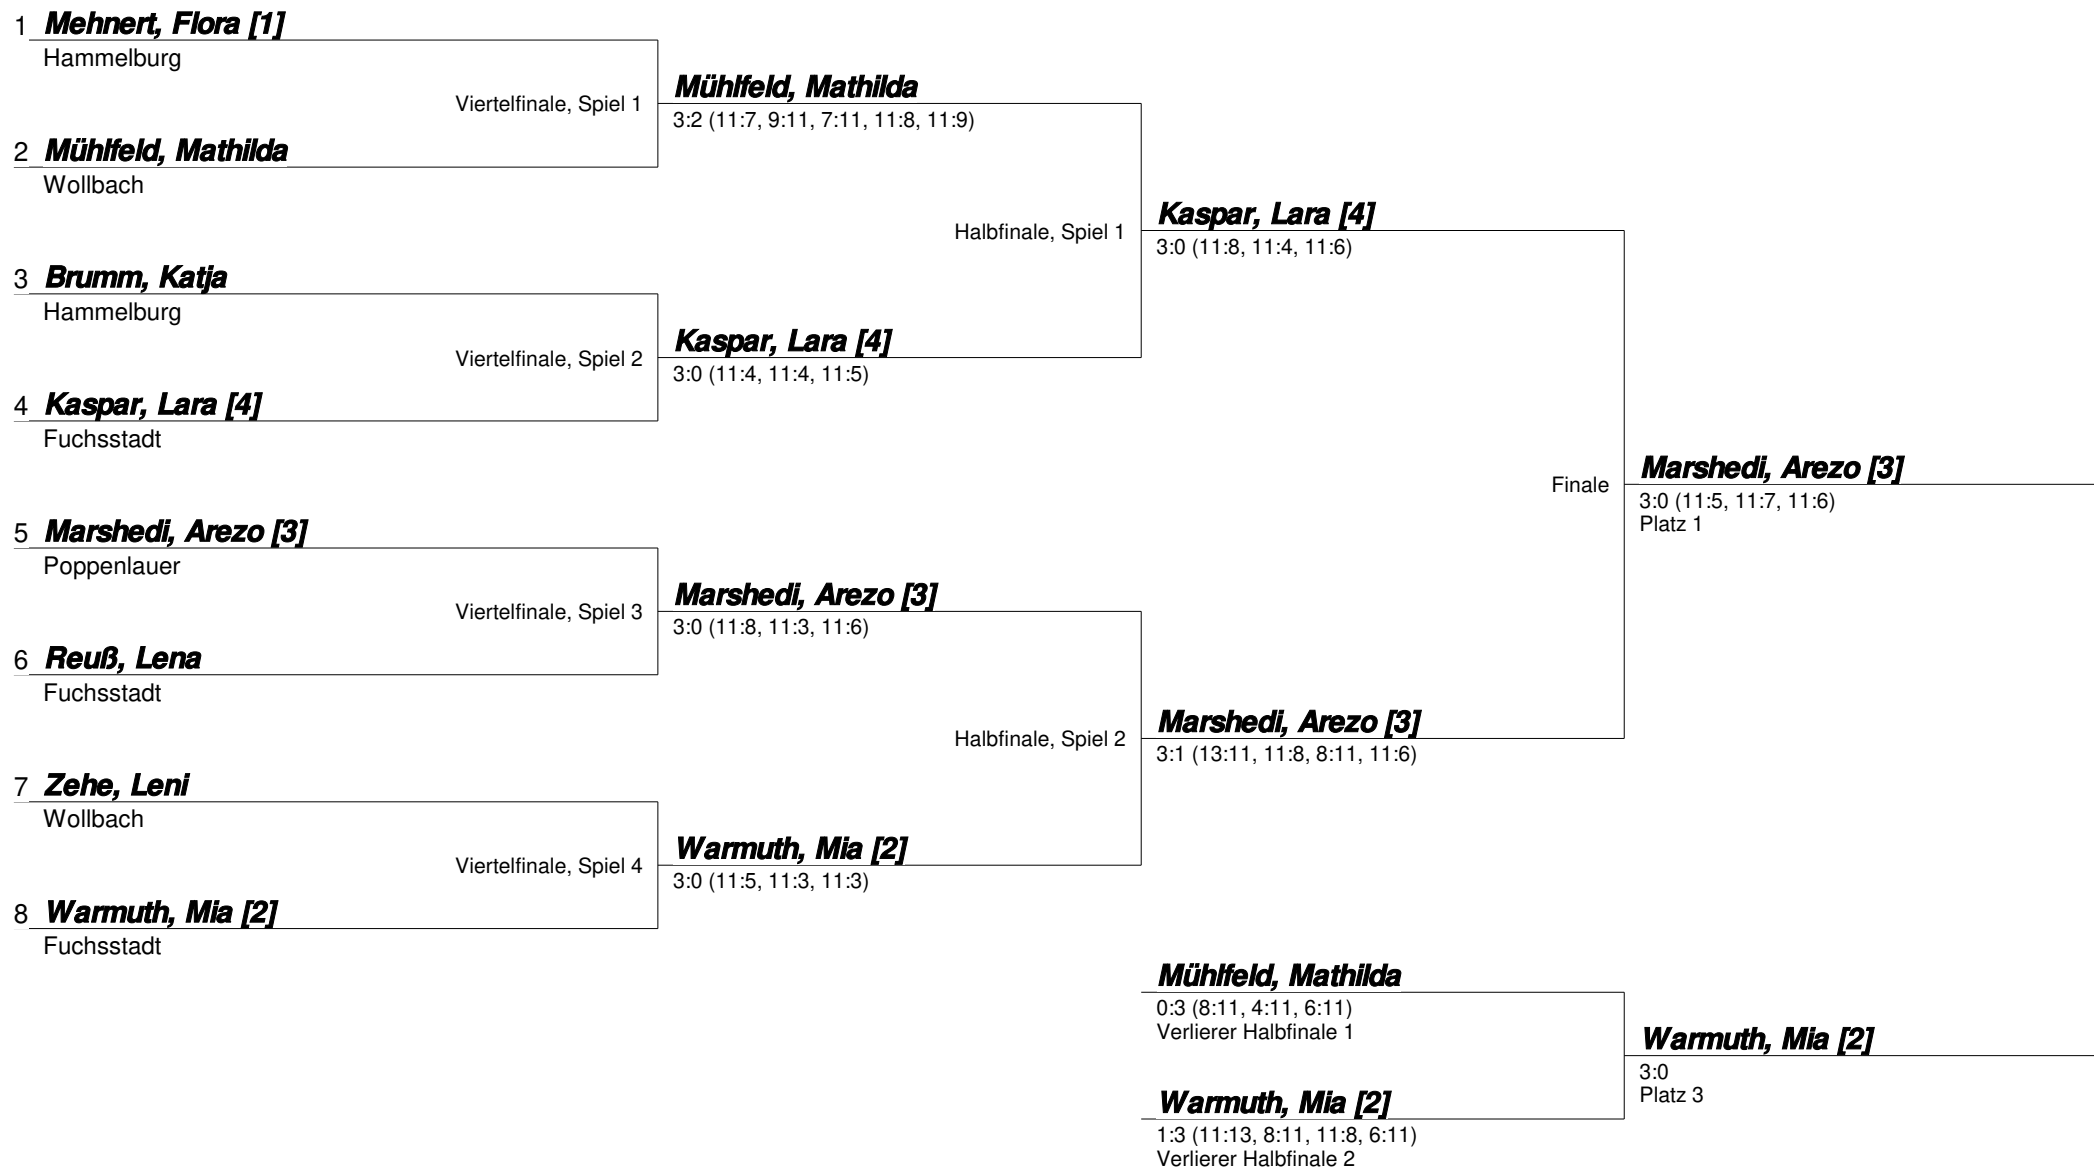 1 Mehnert, Flora [1]
Hammelburg
Viertelfinale, Spiel 1
Mühlfeld, Mathilda
3:2 (11:7, 9:11, 7:11, 11:8, 11:9)
2 Mühlfeld, Mathilda
Wollbach
Halbfinale, Spiel 1
Kaspar, Lara [4]
3:0 (11:8, 11:4, 11:6)
3 Brumm, Katja
Hammelburg
Viertelfinale, Spiel 2
Kaspar, Lara [4]
3:0 (11:4, 11:4, 11:5)
4 Kaspar, Lara [4]
Fuchsstadt
Finale
Marshedi, Arezo [3]
3:0 (11:5, 11:7, 11:6)
Platz 1
5 Marshedi, Arezo [3]
Poppenlauer
Viertelfinale, Spiel 3
Marshedi, Arezo [3]
3:0 (11:8, 11:3, 11:6)
6 Reuß, Lena
Fuchsstadt
Halbfinale, Spiel 2
Marshedi, Arezo [3]
3:1 (13:11, 11:8, 8:11, 11:6)
7 Zehe, Leni
Wollbach
Viertelfinale, Spiel 4
Warmuth, Mia [2]
3:0 (11:5, 11:3, 11:3)
8 Warmuth, Mia [2]
Fuchsstadt
Mühlfeld, Mathilda
0:3 (8:11, 4:11, 6:11)
Verlierer Halbfinale 1
Warmuth, Mia [2]
3:0
Platz 3
Warmuth, Mia [2]
1:3 (11:13, 8:11, 11:8, 6:11)
Verlierer Halbfinale 2